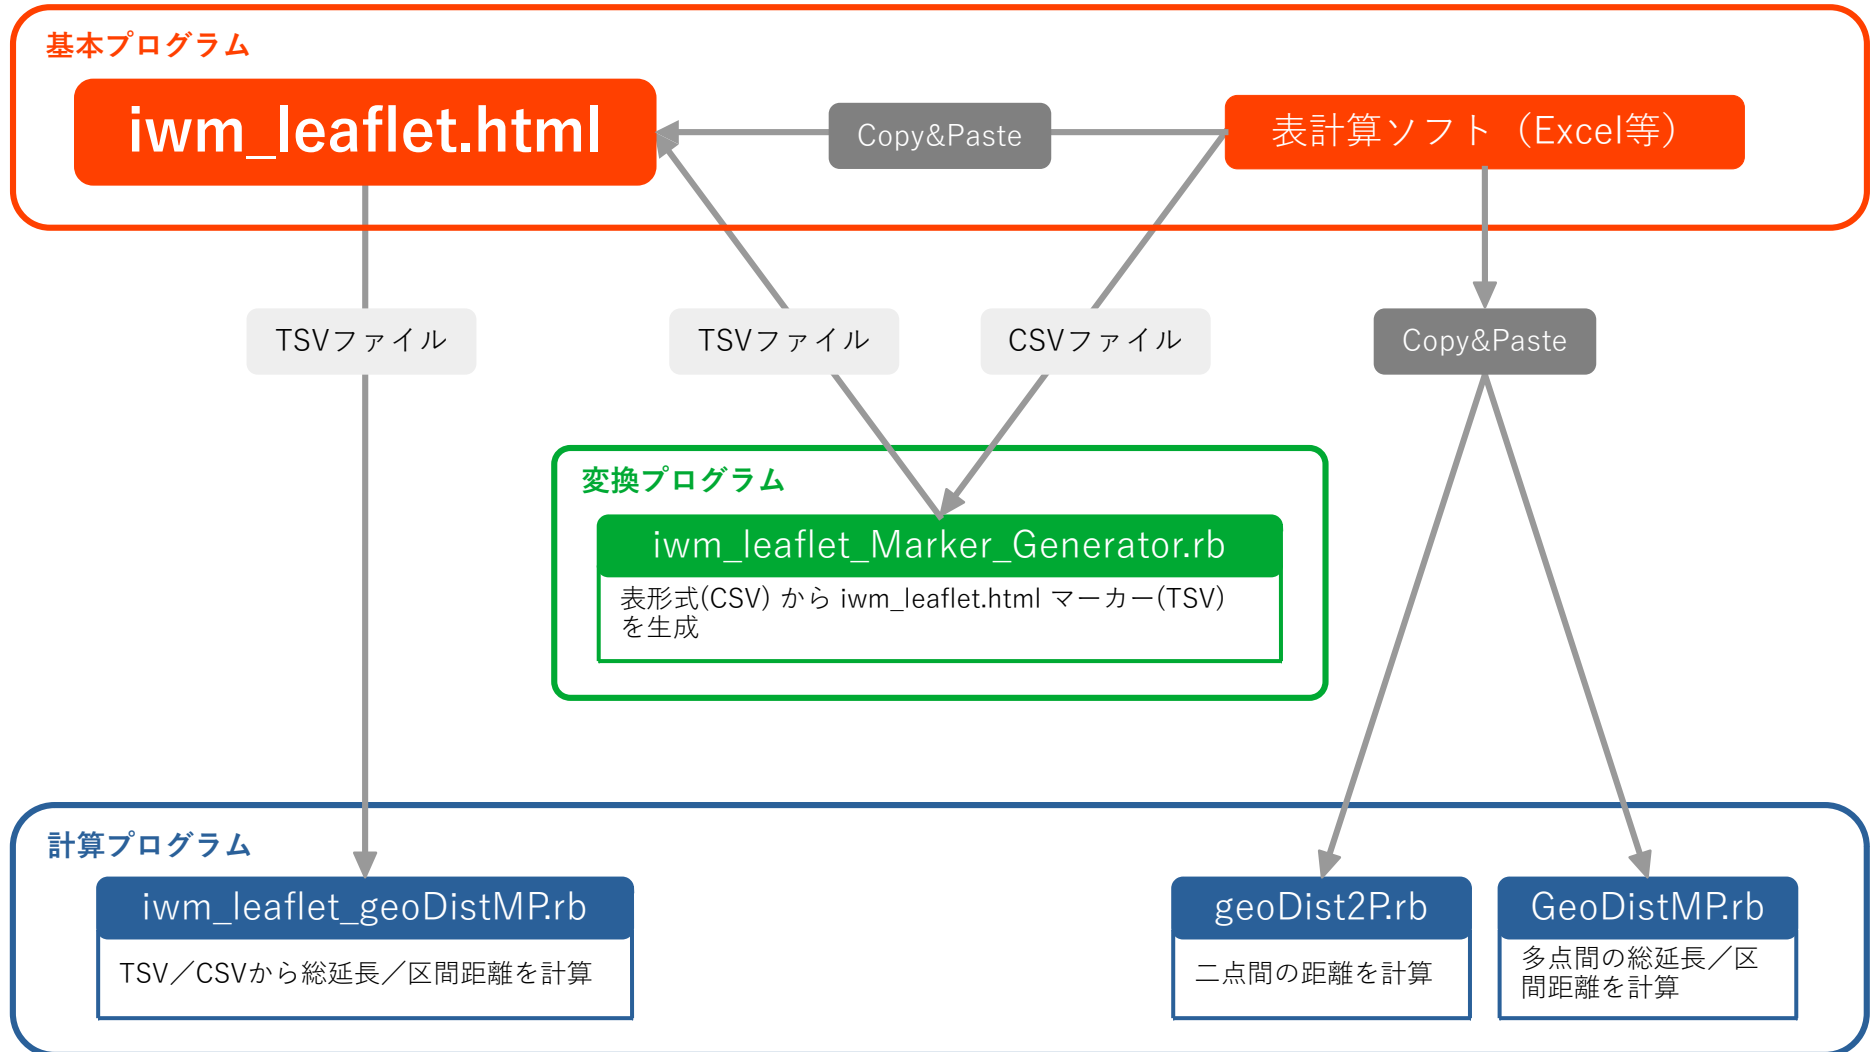 基本プログラム
iwm_leaflet.html
Copy&Paste
表計算ソフト（Excel等）
TSVファイル
TSVファイル
CSVファイル
Copy&Paste
変換プログラム
iwm_leaflet_Marker_Generator.rb
表形式(CSV) から iwm_leaflet.html マーカー(TSV)
を生成
計算プログラム
iwm_leaflet_geoDistMP.rb
TSV／CSVから総延長／区間距離を計算
geoDist2P.rb
二点間の距離を計算
GeoDistMP.rb
多点間の総延長／区
間距離を計算